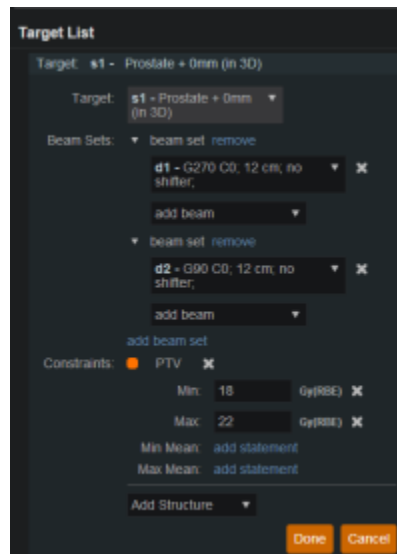 Target List
Target: s1 - Prostate + 0mm (in 3D)
Target: s1 - Prostate + 0mm
(in 3D)
Beam Sets: beam set remove
d1 - G270 C0; 12 cm; no
shifter;
add beam
beam set remove
d2 - G90 C0; 12 cm; no
shifter;
add beam
add beam set
Constraints: PTV
Min: 18 Gy(RBE)
Max: 22 Gy(RBE)
Min Mean: add statement
Max Mean: add statement
Add Structure
Done Cancel